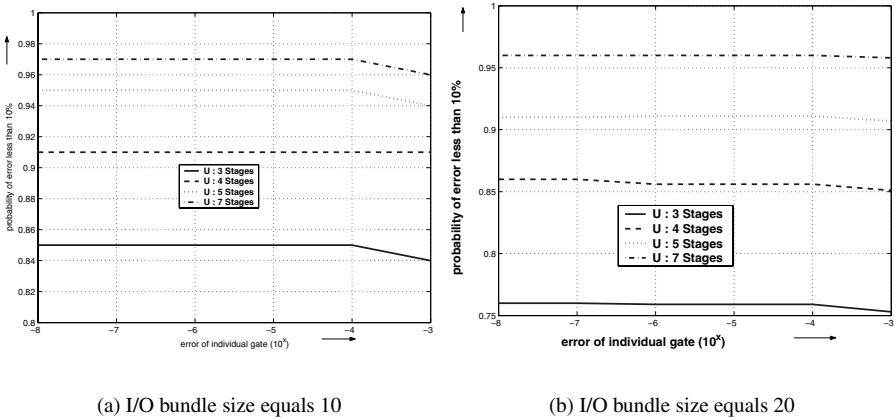 1
0.98
0.96
0.94
0.92
0.9
0.88
0.86
0.84
0.82
0.8
probability of error less than 10%
U : 3 Stages
U : 4 Stages
U : 5 Stages
U : 7 Stages
−8 −7 −6 −5 −4 −3
error of individual gate (10^x)
(a) I/O bundle size equals 10
1
0.95
0.9
0.85
0.8
0.75
probability of error less than 10%
U : 3 Stages
U : 4 Stages
U : 5 Stages
U : 7 Stages
−8 −7 −6 −5 −4 −3
error of individual gate (10^x)
(b) I/O bundle size equals 20